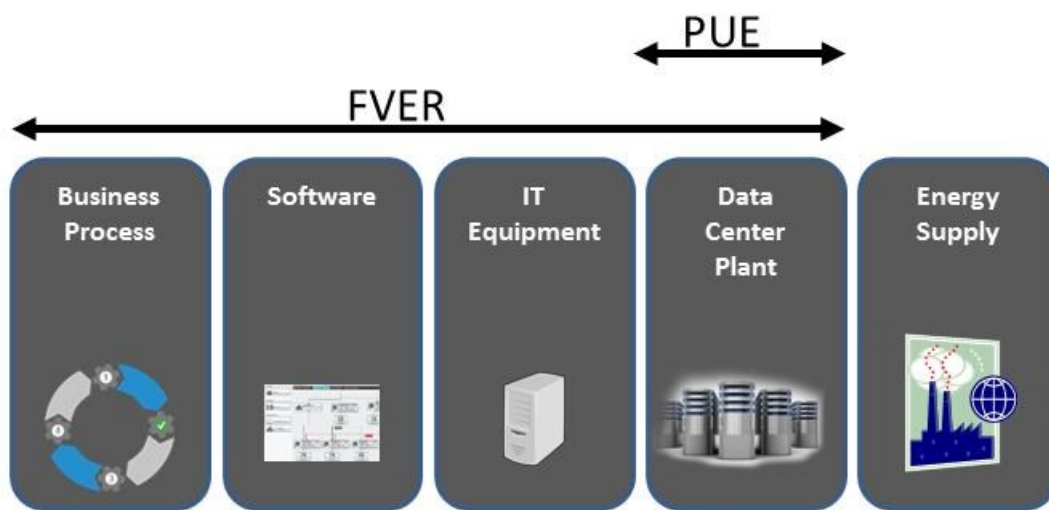 PUE
FVER
Business
Process
Software
IT
Equipment
Data
Center
Plant
Energy
Supply